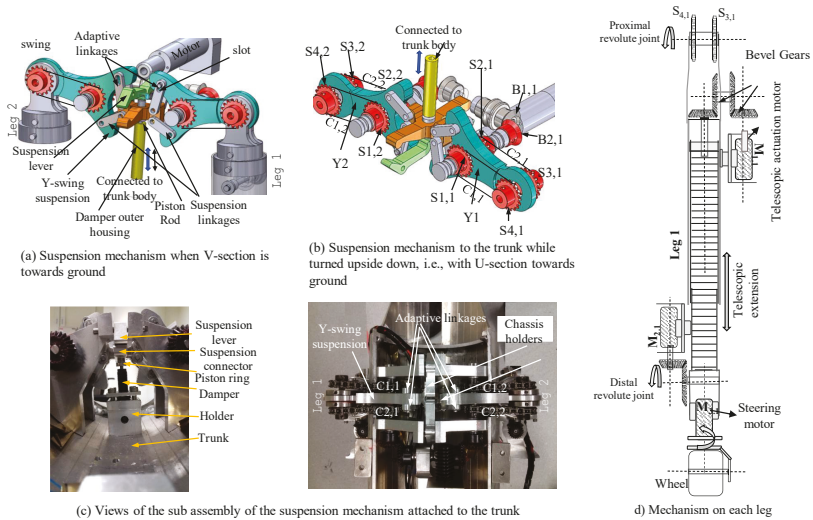 swing
Adaptive
linkages
Motor
slot
Leg 2
Suspension
lever
Y-swing
suspension
Connected to
trunk body
Damper outer
housing
Piston
Rod
Suspension
linkages
Leg 1
(a) Suspension mechanism when V-section is
towards ground
Connected to
trunk body
S4,2
S3,2
C2,2
S2,2
C1,2
Y2
S1,2
S2,1
B1,1
B2,1
C2,1
S3,1
S1,1
Y1
S4,1
(b) Suspension mechanism to the trunk while
turned upside down, i.e., with U-section towards
ground
Suspension
lever
Suspension
connector
Piston ring
Damper
Holder
Trunk
Y-swing
suspension
Adaptive linkages
Chassis
holders
Leg 1
C1,1
C1,2
C2,1
C2,2
Leg 2
(c) Views of the sub assembly of the suspension mechanism attached to the trunk
S4,1
S3,1
Proximal
revolute joint
Bevel Gears
Telescopic actuation motor
Leg 1
Telescopic
extension
M2,1
Distal
revolute joint
Steering
motor
Wheel
d) Mechanism on each leg